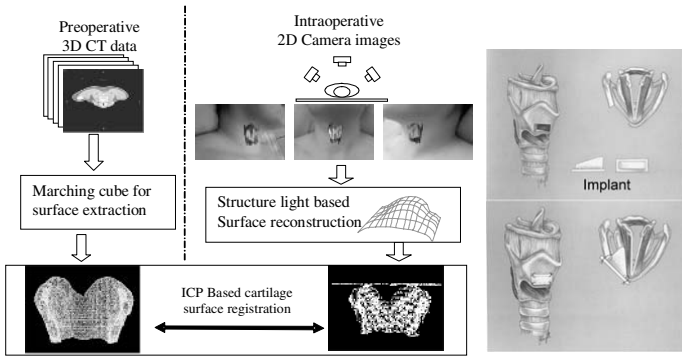 Preoperative
3D CT data
Intraoperative
2D Camera images
Marching cube for
surface extraction
Structure light based
Surface reconstruction
ICP Based cartilage
surface registration
Implant